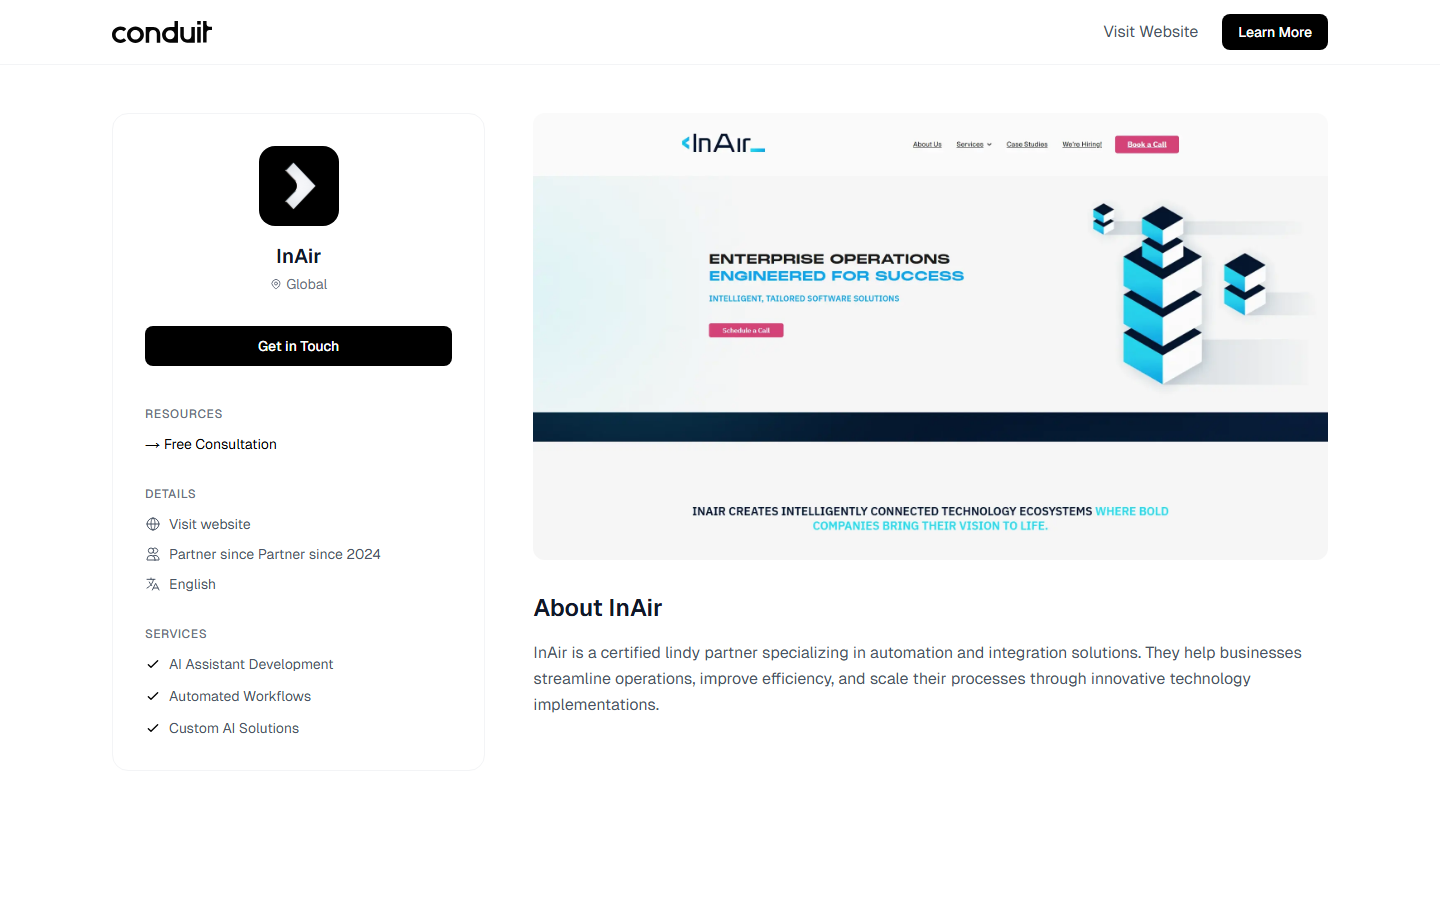 conduit
Visit Website
Learn More
InAir
Global
Get in Touch
RESOURCES
→ Free Consultation
DETAILS
Visit website
Partner since Partner since 2024
English
SERVICES
AI Assistant Development
Automated Workflows
Custom AI Solutions
<InAir_
About Us
Services
Case Studies
We're Hiring!
Book a Call
ENTERPRISE OPERATIONS
ENGINEERED FOR SUCCESS
INTELLIGENT, TAILORED SOFTWARE SOLUTIONS
Schedule a Call
INAIR CREATES INTELLIGENTLY CONNECTED TECHNOLOGY ECOSYSTEMS WHERE BOLD
COMPANIES BRING THEIR VISION TO LIFE.
About InAir
InAir is a certified lindy partner specializing in automation and integration solutions. They help businesses
streamline operations, improve efficiency, and scale their processes through innovative technology
implementations.